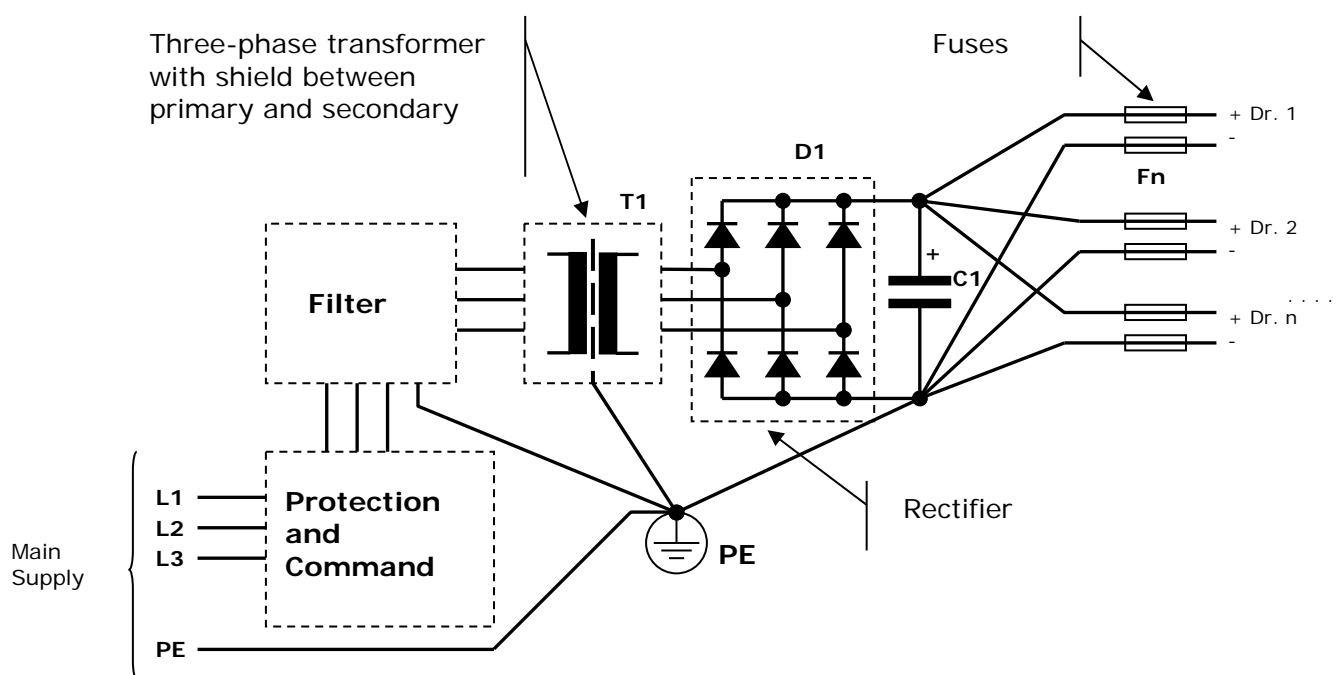 Three-phase transformer
with shield between
primary and secondary
Fuses
+ Dr. 1
-
D1
Fn
T1
+ Dr. 2
-
Filter
+
C1
. . . .
+ Dr. n
-
L1
L2
L3
Protection
and
Command
Rectifier
Main
Supply
PE
PE